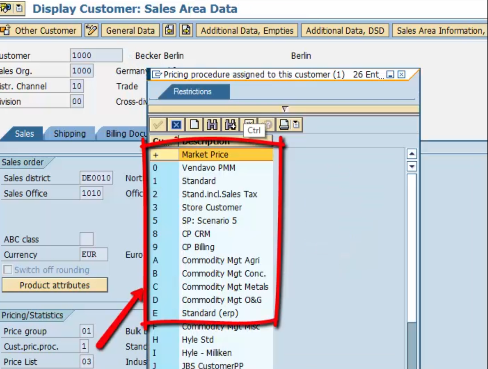 Display Customer: Sales Area Data
Other Customer General Data Additional Data, Empties Additional Data, DSD Sales Area Information,
ustomer 1000 Becker Berlin Berlin
ales Org. 1000 German
istr. Channel 10 Trade
ivision 00 Cross-div
Pricing procedure assigned to this customer (1) 26 Ent
Restrictions
Ctrl
Sales Shipping Billing Docu
Description
+ Market Price
0 Vendavo PMM
1 Standard
2 Stand.incl.Sales Tax
3 Store Customer
5 SP: Scenario 5
8 CP CRM
9 CP Billing
A Commodity Mgt Agri
B Commodity Mgt Conc.
C Commodity Mgt Metals
D Commodity Mgt O&G
E Standard (erp)
F Commodity Mgt Misc
H Hyle Std
I Hyle - Milliken
J JBS CustomerPP
Sales order
Sales district DE0010 Nort
Sales Office 1010 Offic
ABC class
Currency EUR Euro
Switch off rounding
Product attributes
Pricing/Statistics
Price group 01 Bulk b
Cust.pric.proc. 1 Stand
Price List 03 Indus